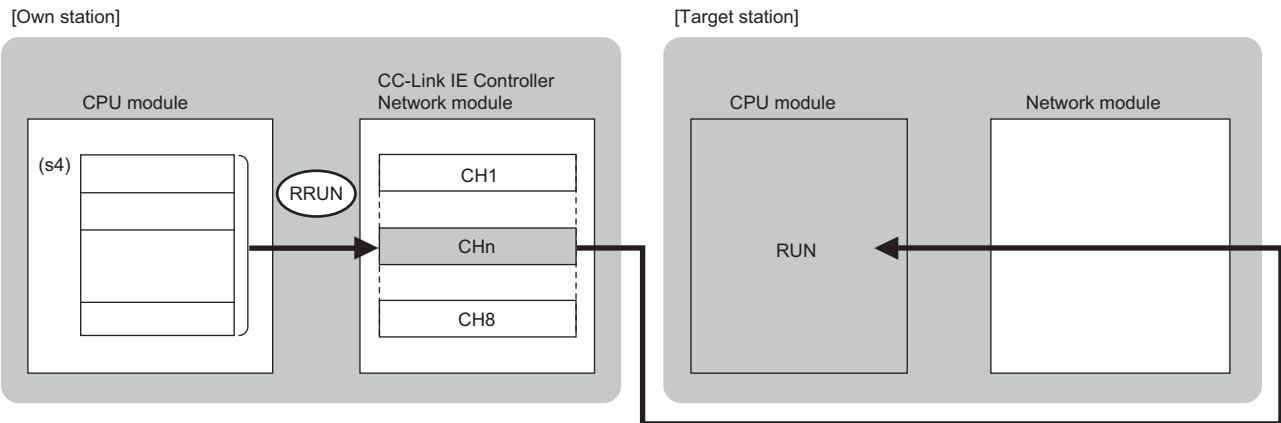 [Own station]
[Target station]
CPU module
CC-Link IE Controller
Network module
CPU module
Network module
(s4)
RRUN
CH1
CHn
CH8
RUN